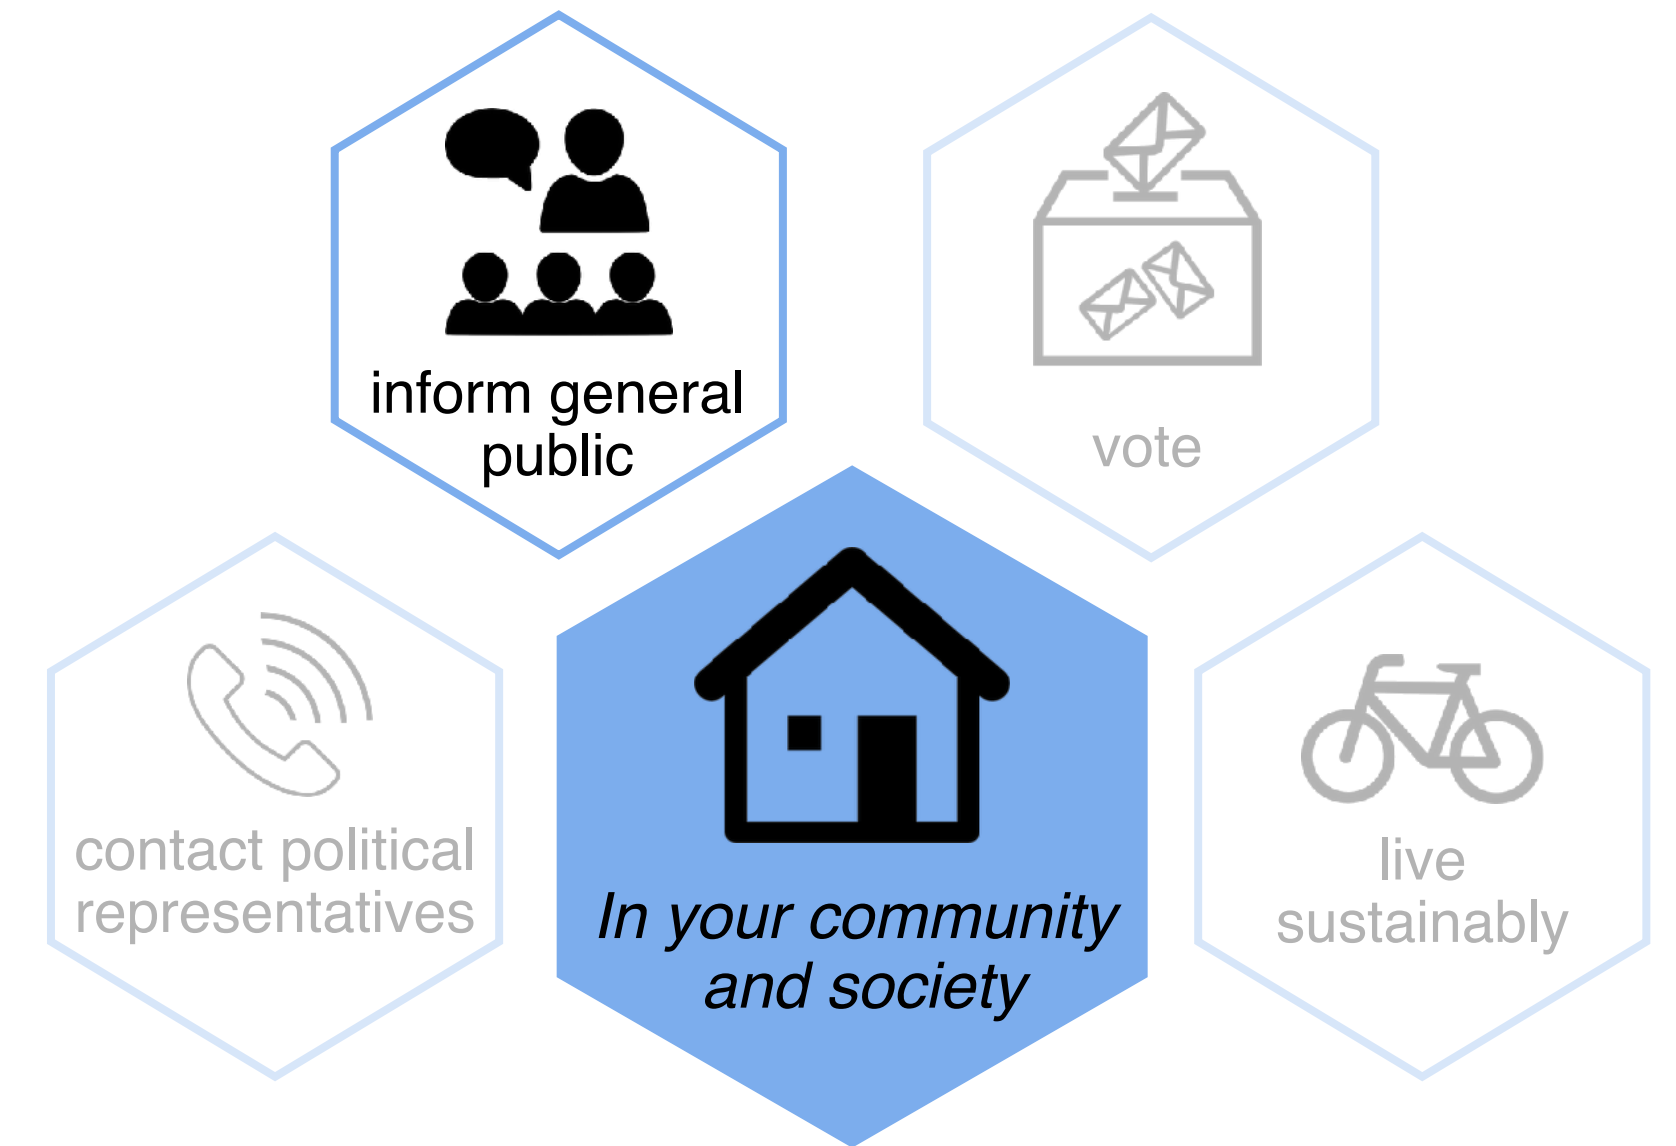 inform general
public
vote
contact political
representatives
In your community
and society
live
sustainably